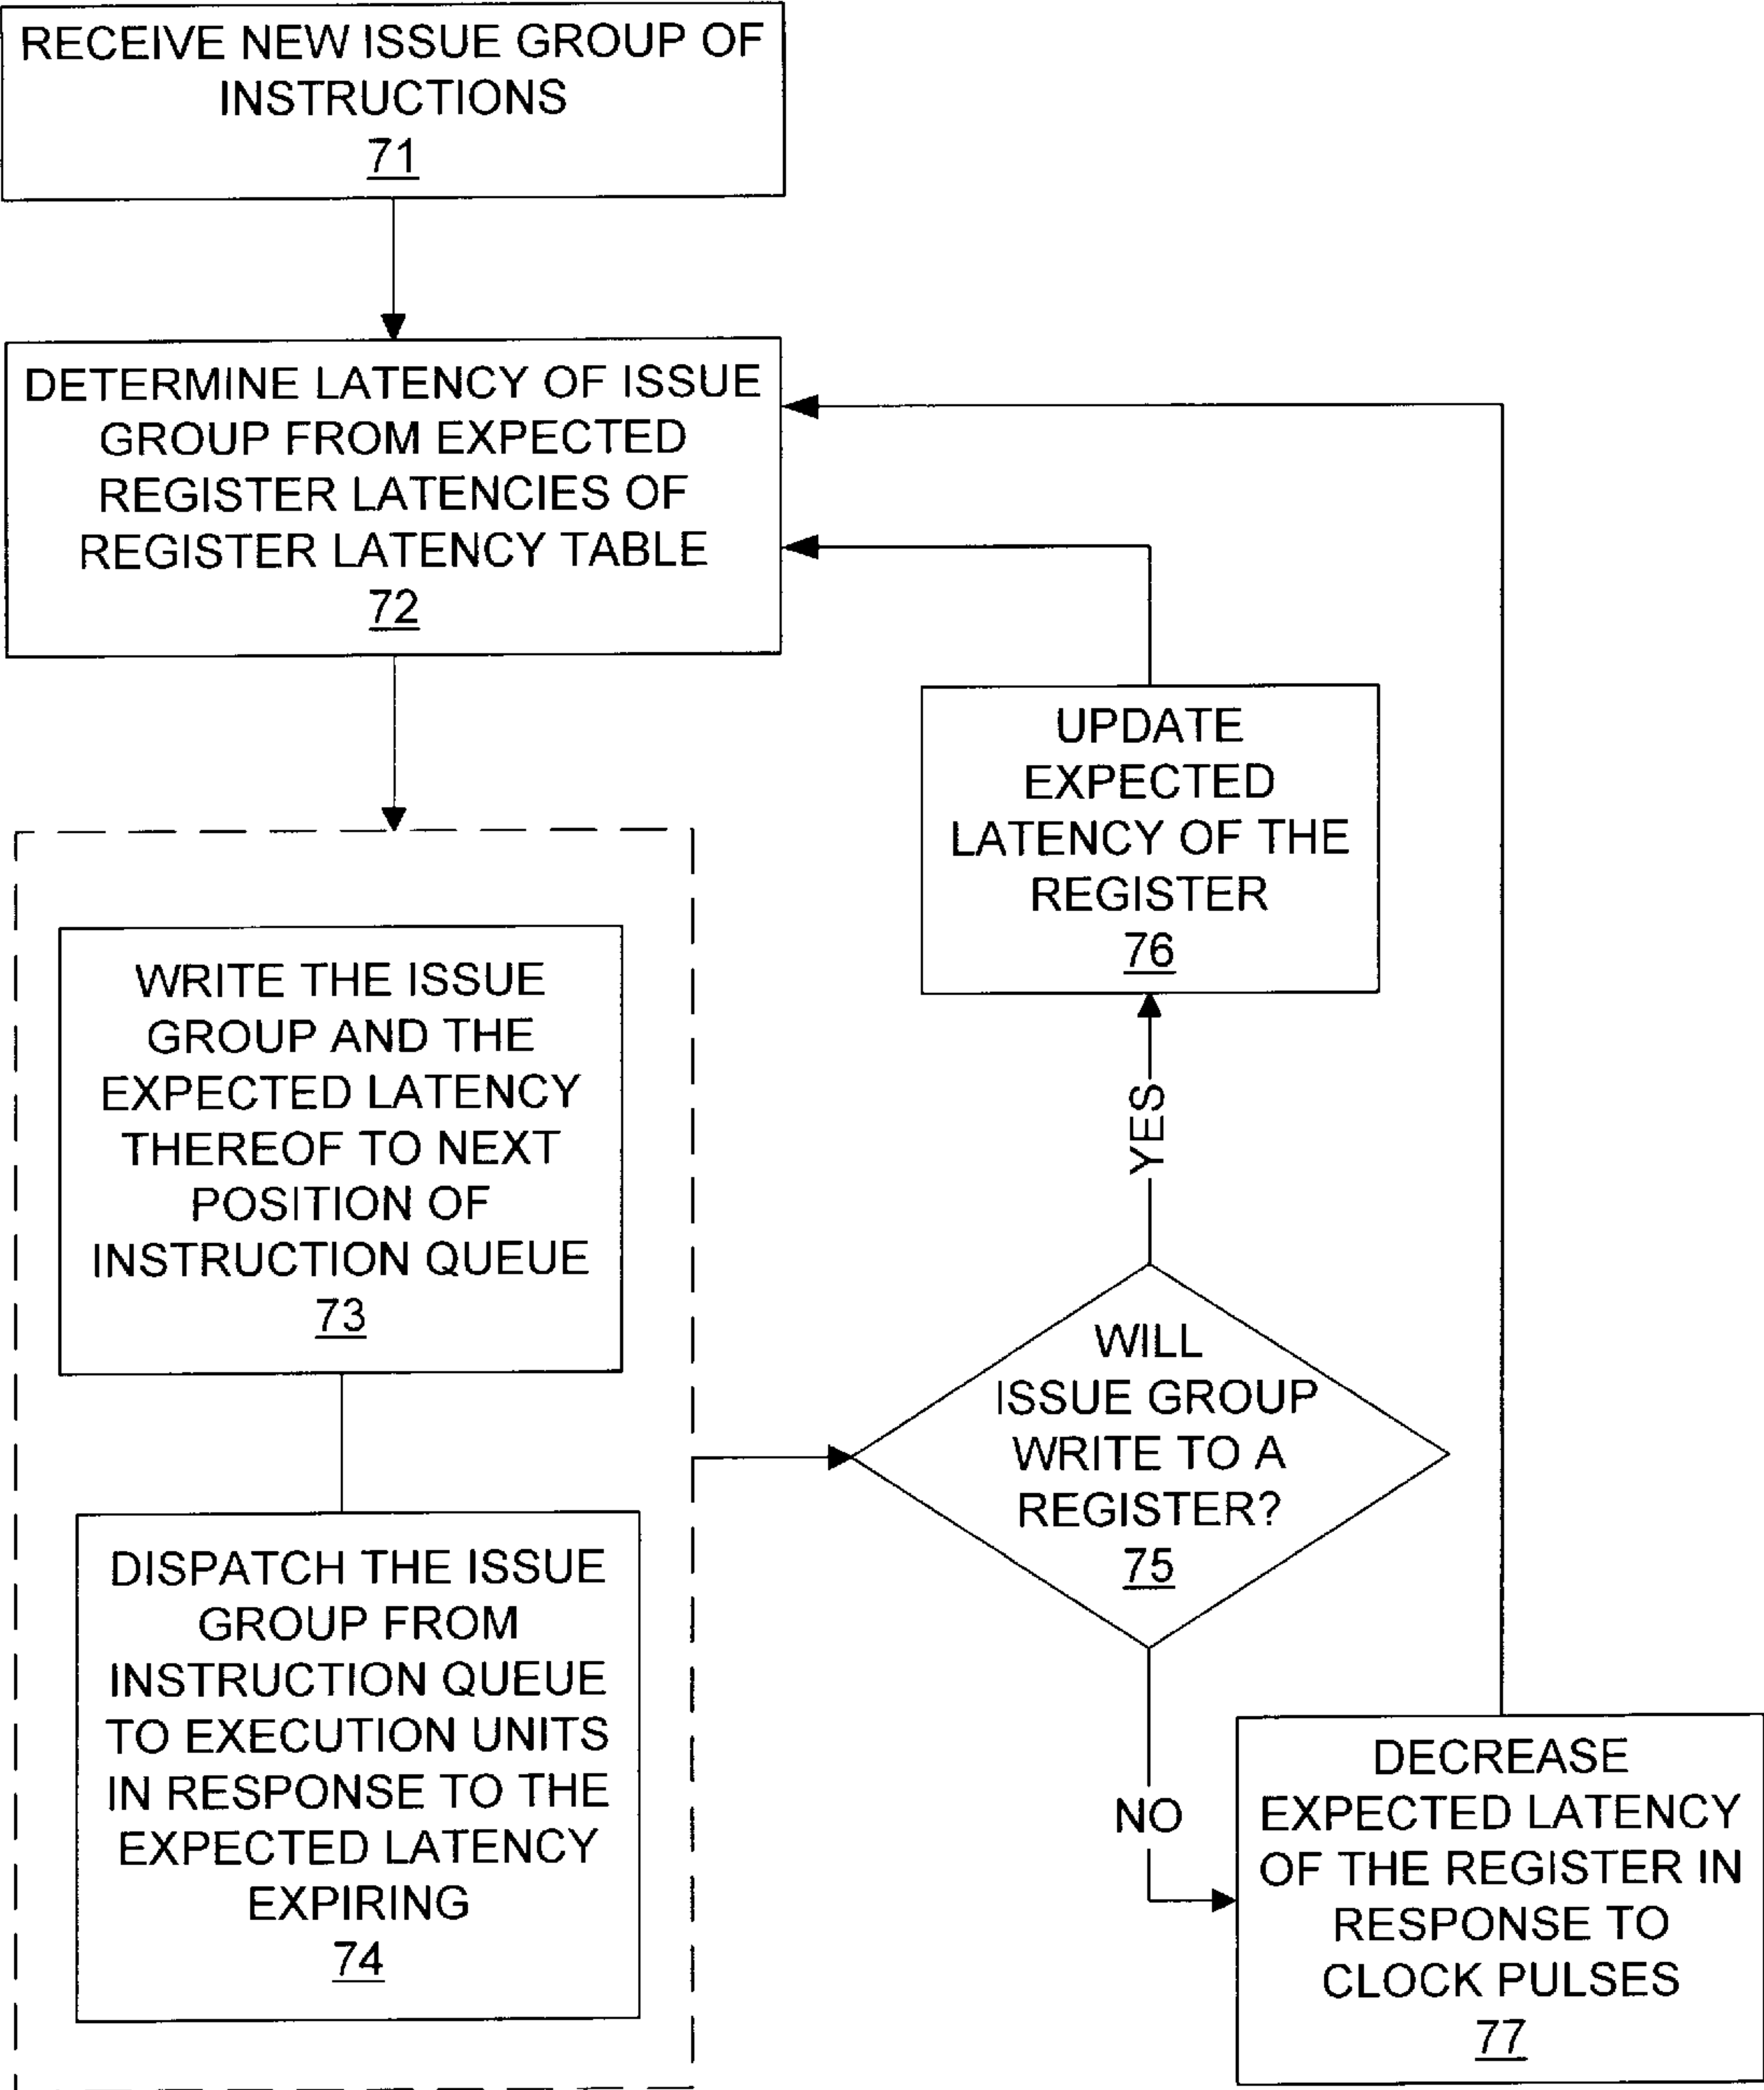 RECEIVE NEW ISSUE GROUP OF
INSTRUCTIONS
71
DETERMINE LATENCY OF ISSUE
GROUP FROM EXPECTED
REGISTER LATENCIES OF
REGISTER LATENCY TABLE
72
WRITE THE ISSUE
GROUP AND THE
EXPECTED LATENCY
THEREOF TO NEXT
POSITION OF
INSTRUCTION QUEUE
73
DISPATCH THE ISSUE
GROUP FROM
INSTRUCTION QUEUE
TO EXECUTION UNITS
IN RESPONSE TO THE
EXPECTED LATENCY
EXPIRING
74
WILL
ISSUE GROUP
WRITE TO A
REGISTER?
75
YES
UPDATE
EXPECTED
LATENCY OF THE
REGISTER
76
NO
DECREASE
EXPECTED LATENCY
OF THE REGISTER IN
RESPONSE TO
CLOCK PULSES
77